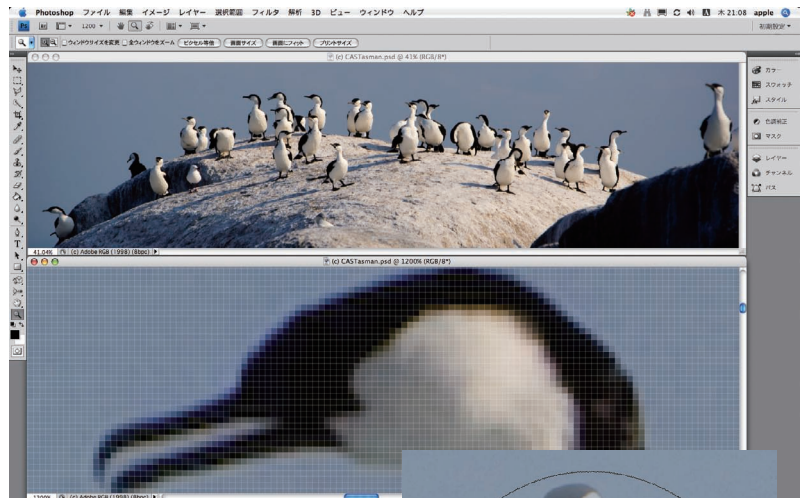 Photoshop ファイル 編集 イメージ レイヤー 選択範囲 フィルタ 解析 3D ビュー ウィンドウ ヘルプ 木 21:08 apple
Ps Br 1200 初期設定
ウィンドウサイズを変更 全ウィンドウをズーム ピクセル等倍 画面サイズ 画面にフィット プリントサイズ
(c) CASTasman.psd @ 41% (RGB/8*)
カラー
スウォッチ
スタイル
色調補正
マスク
レイヤー
チャンネル
パス
41.04% (c) Adobe RGB (1998) (8bpc)
(c) CASTasman.psd @ 1200% (RGB/8*)
1200% (c) Adobe RGB (1998) (8bpc)